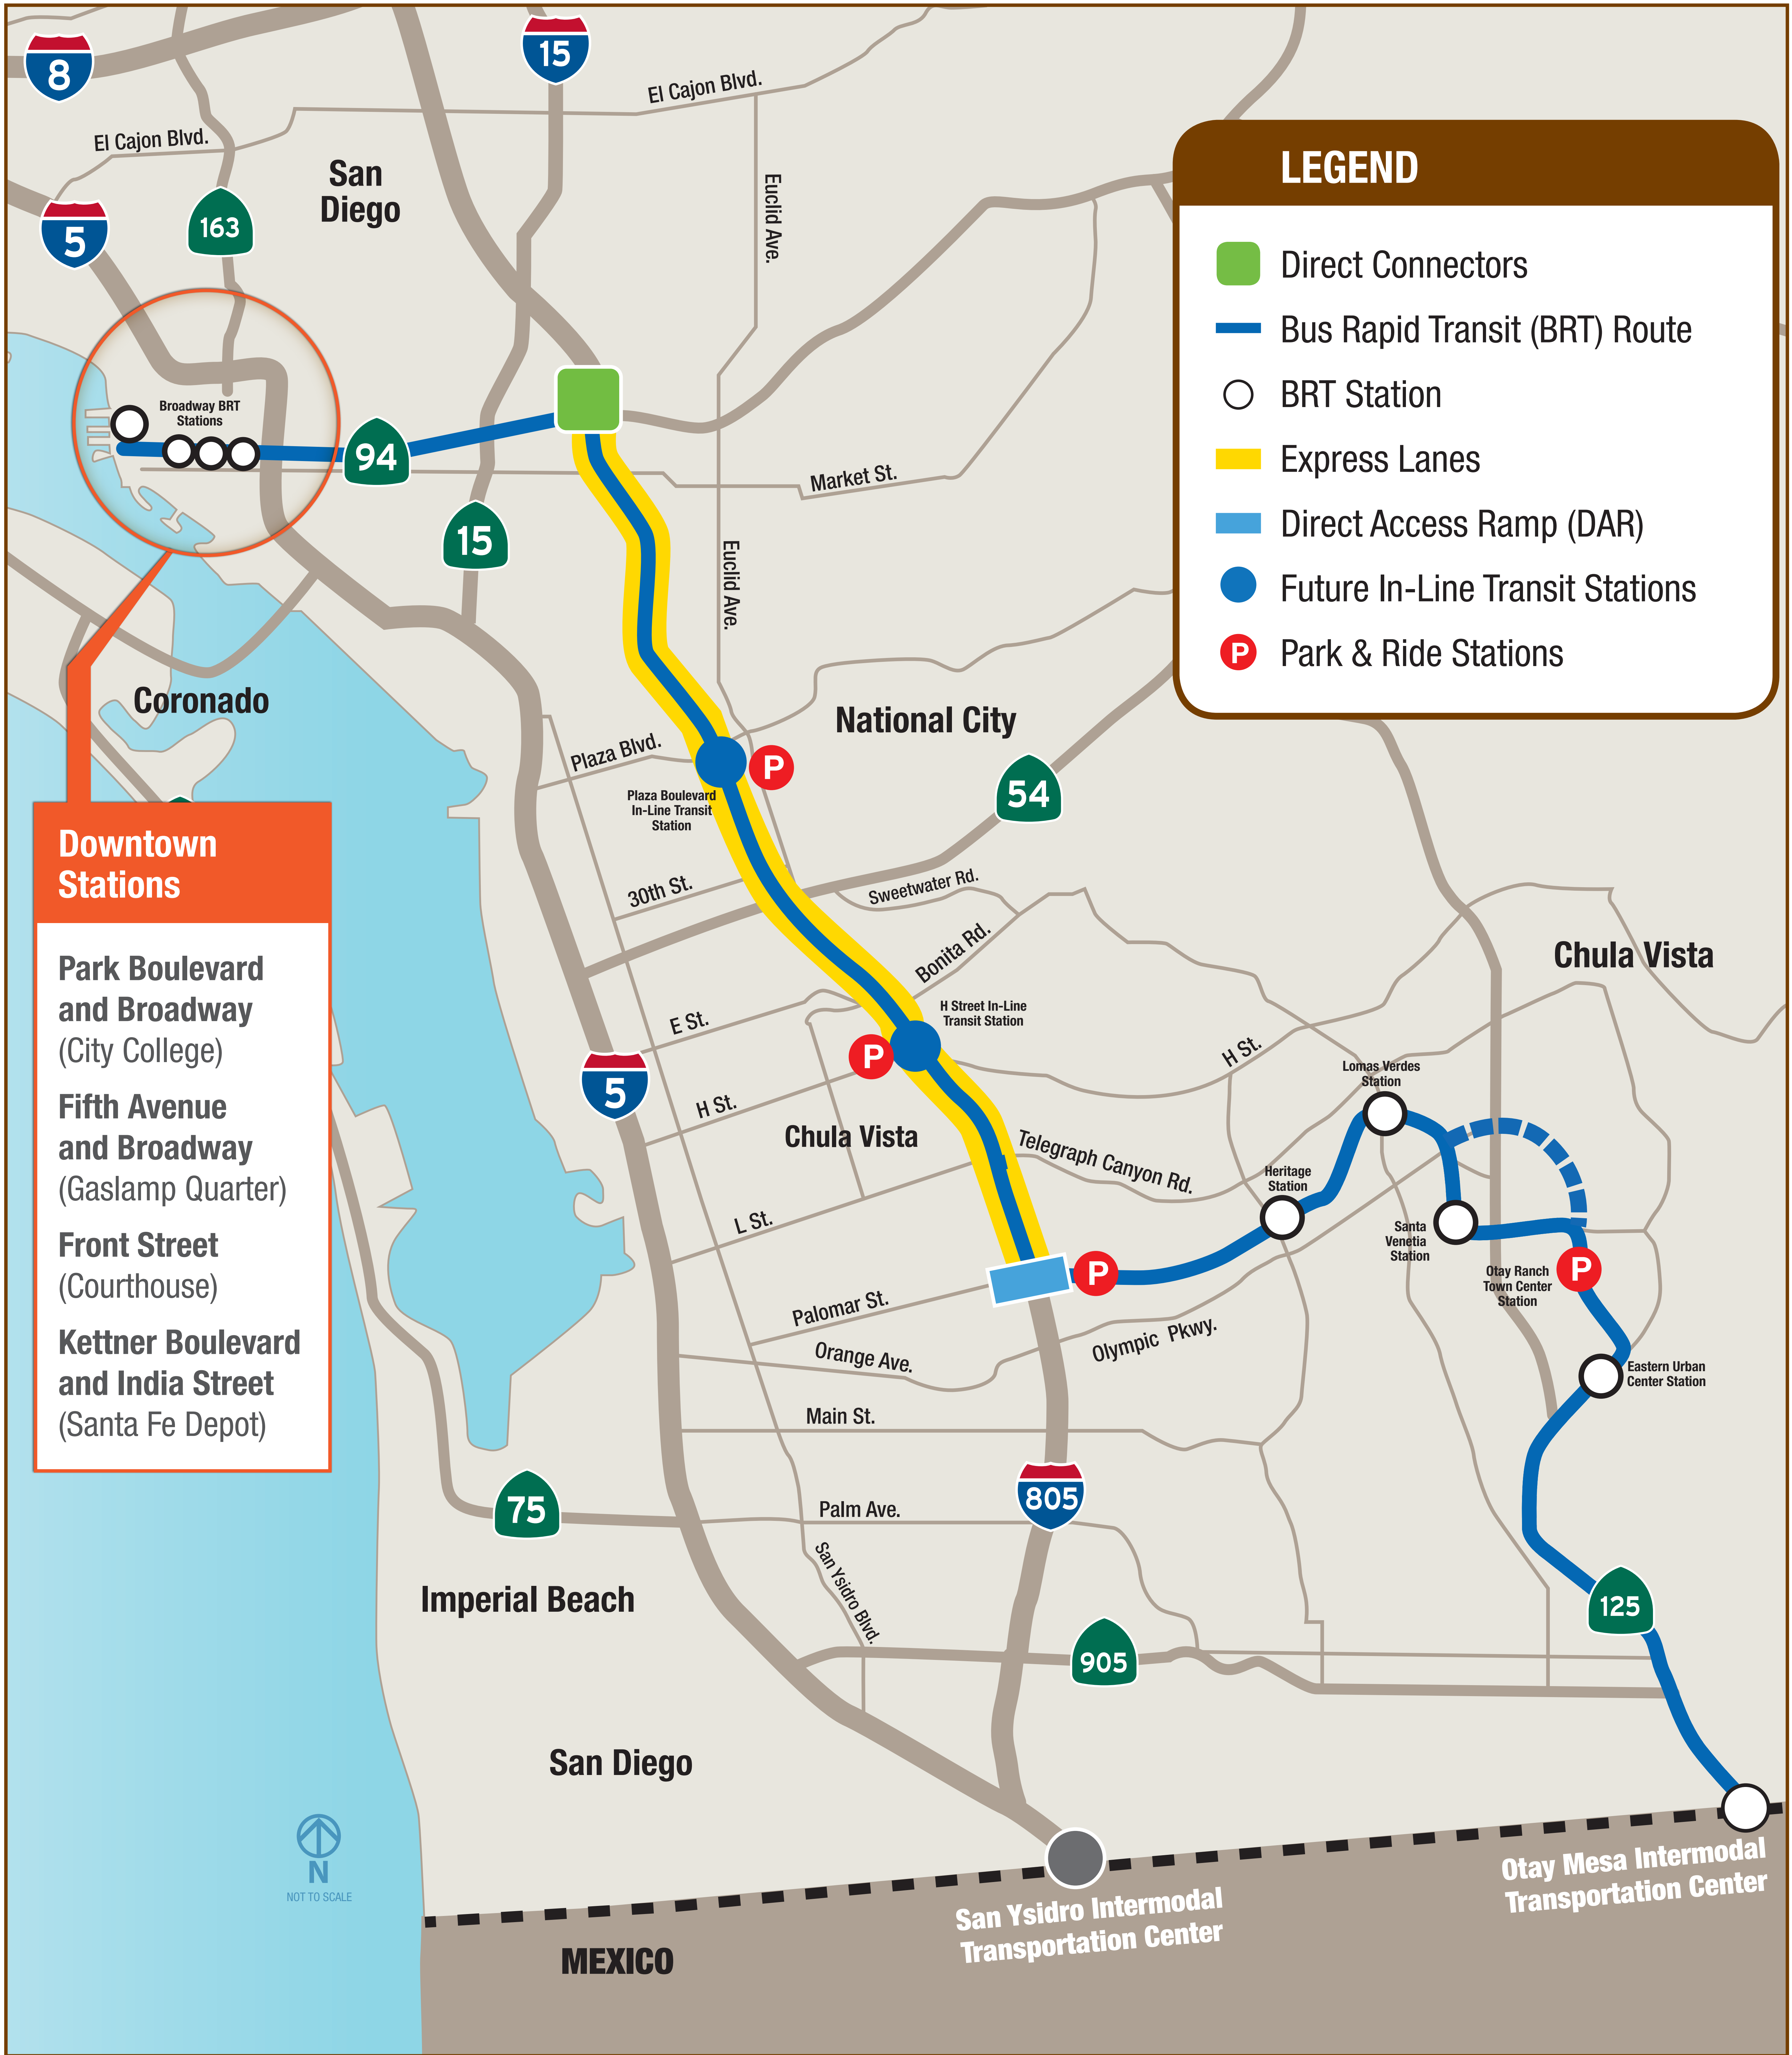 8
15
El Cajon Blvd.
El Cajon Blvd.
San
Diego
Euclid Ave.
5
163
LEGEND
Direct Connectors
Bus Rapid Transit (BRT) Route
BRT Station
Express Lanes
Direct Access Ramp (DAR)
Future In-Line Transit Stations
P
Park & Ride Stations
Broadway BRT
Stations
94
Market St.
15
Euclid Ave.
Coronado
National City
Plaza Blvd.
P
54
Plaza Boulevard
In-Line Transit
Station
30th St.
Sweetwater Rd.
Bonita Rd.
Chula Vista
Downtown
Stations
Park Boulevard
and Broadway
(City College)
Fifth Avenue
and Broadway
(Gaslamp Quarter)
Front Street
(Courthouse)
Kettner Boulevard
and India Street
(Santa Fe Depot)
E St.
H Street In-Line
Transit Station
P
H St.
5
H St.
Lomas Verdes
Station
Chula Vista
Telegraph Canyon Rd.
Heritage
Station
L St.
Santa
Venetia
Station
P
Otay Ranch
Town Center
Station
P
Palomar St.
Olympic Pkwy.
Orange Ave.
Eastern Urban
Center Station
Main St.
75
805
Palm Ave.
San Ysidro Blvd.
Imperial Beach
125
905
San Diego
N
NOT TO SCALE
Otay Mesa Intermodal
Transportation Center
San Ysidro Intermodal
Transportation Center
MEXICO